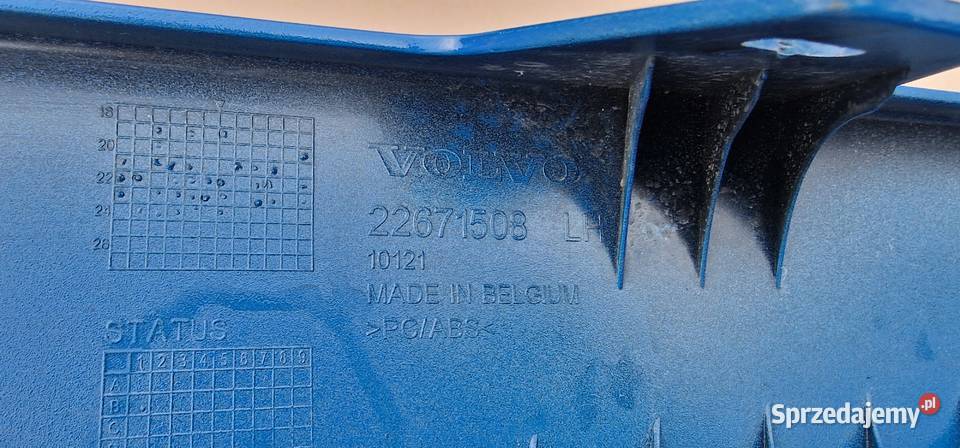 18
20
22
24
28
VOLVO
22671508 LH
10121
MADE IN BELGIUM
>PC/ABS<
STATUS
1 2 3 4 5 6 7 8 9
A
B
C
Sprzedajemy.pl